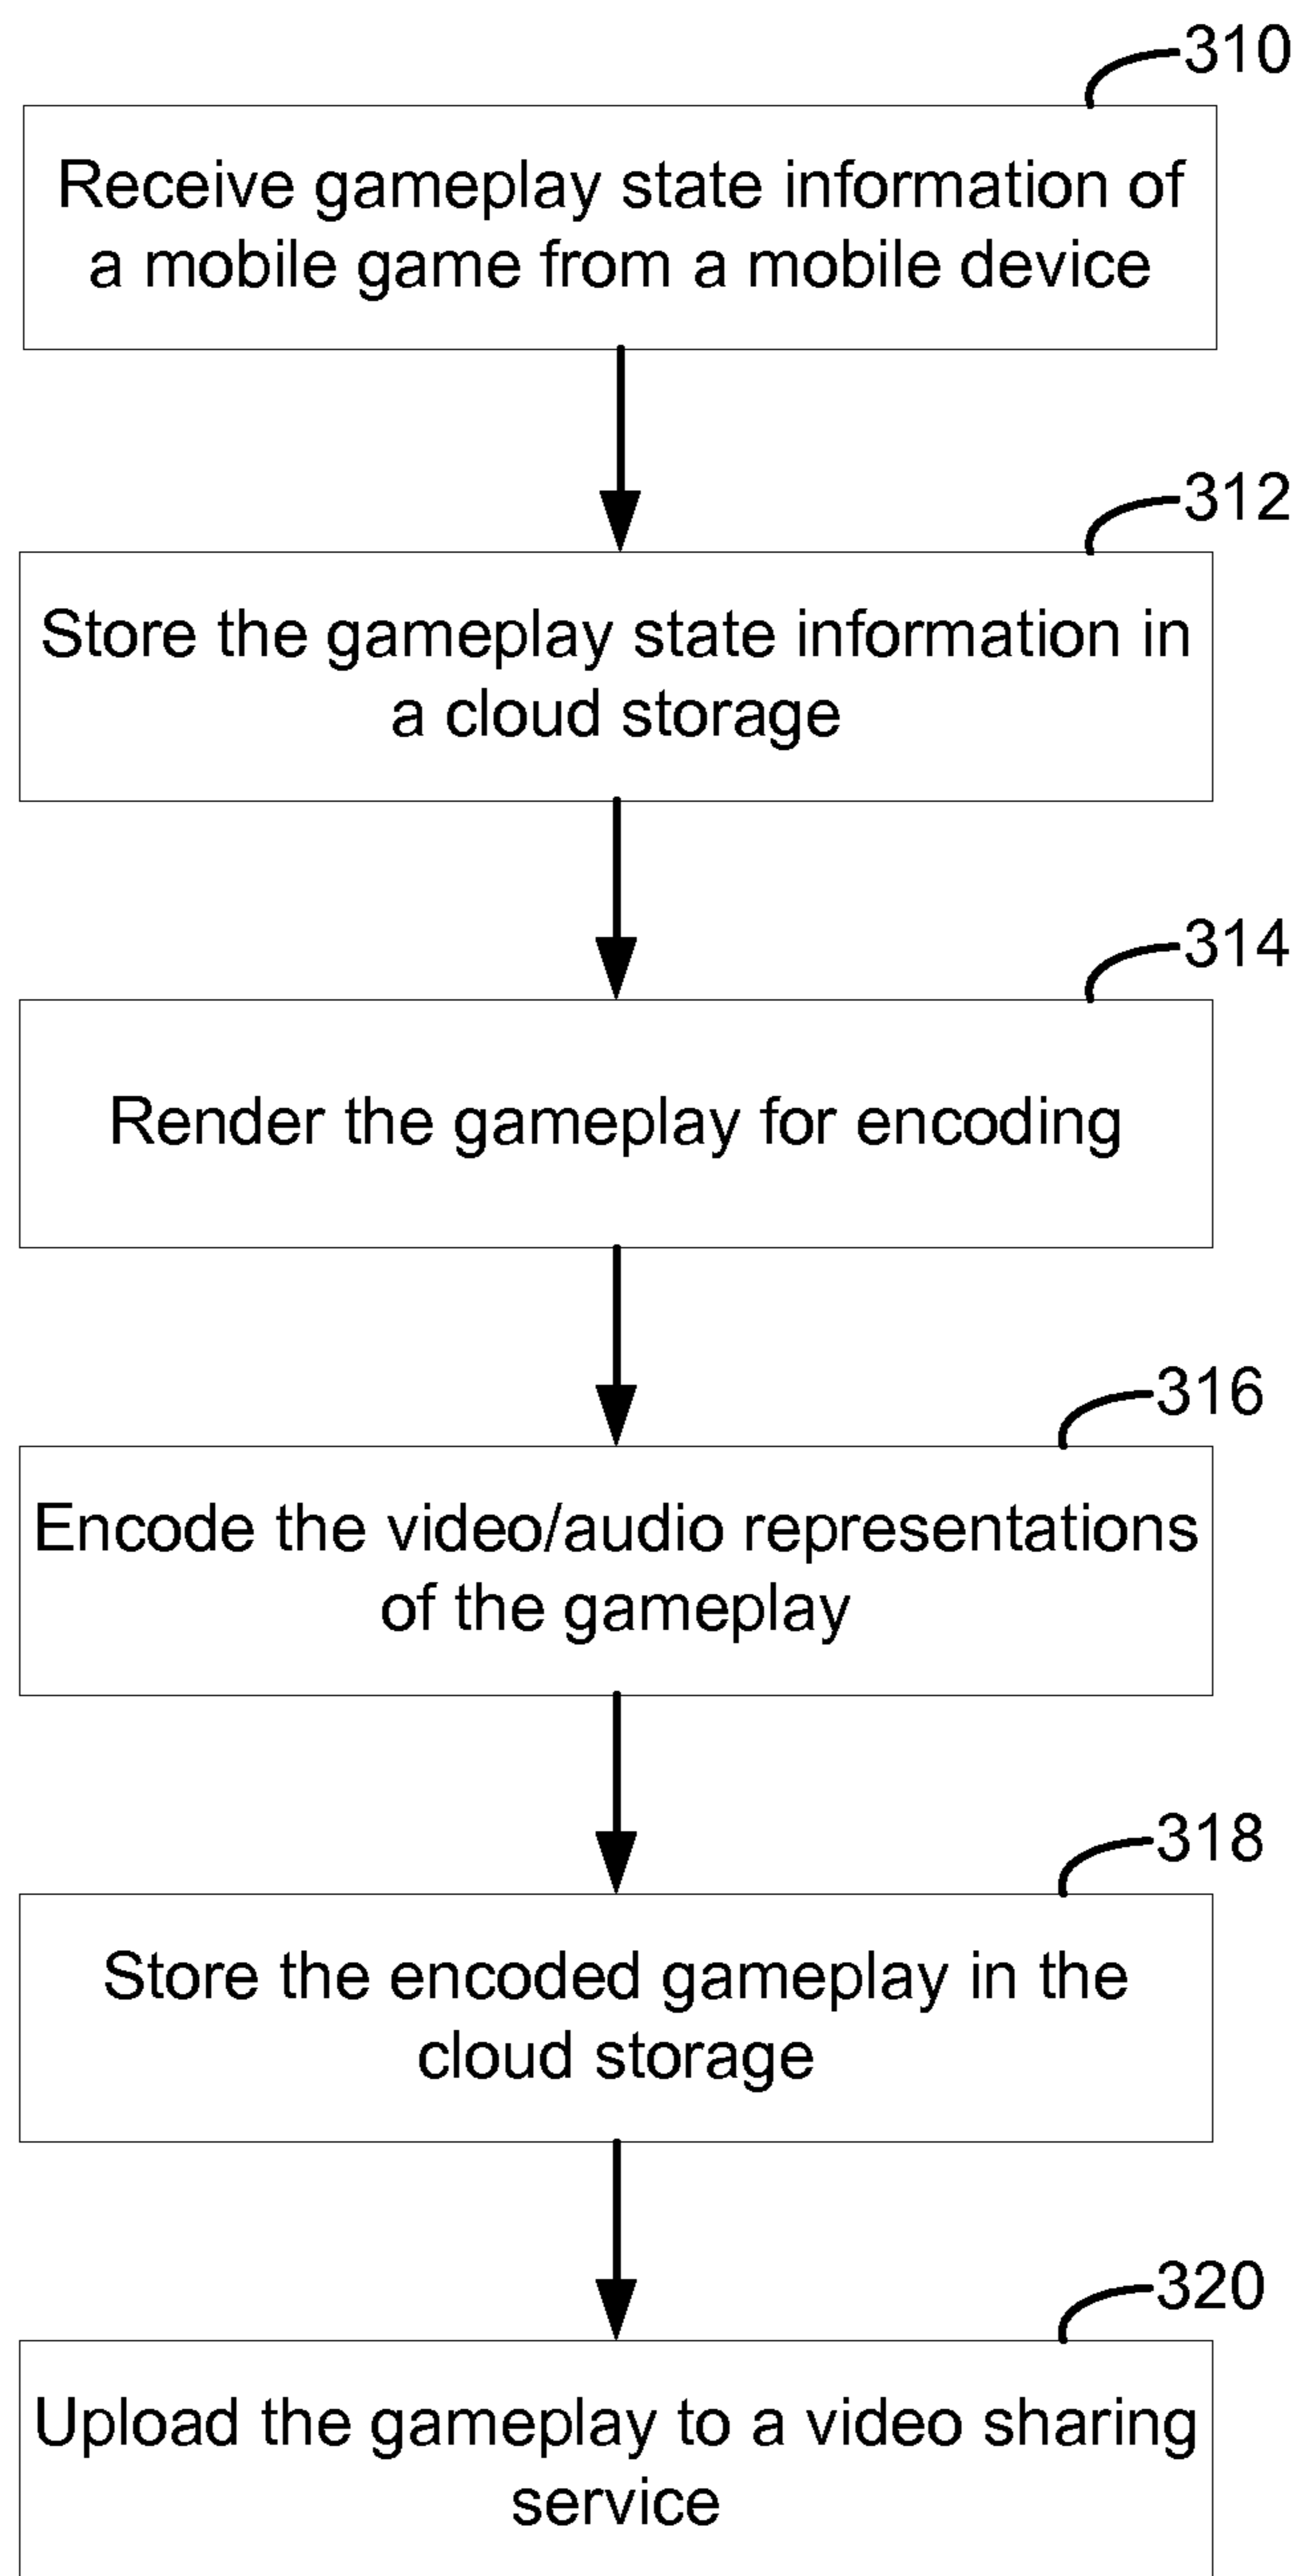 310
Receive gameplay state information of
a mobile game from a mobile device
312
Store the gameplay state information in
a cloud storage
314
Render the gameplay for encoding
316
Encode the video/audio representations
of the gameplay
318
Store the encoded gameplay in the
cloud storage
320
Upload the gameplay to a video sharing
service